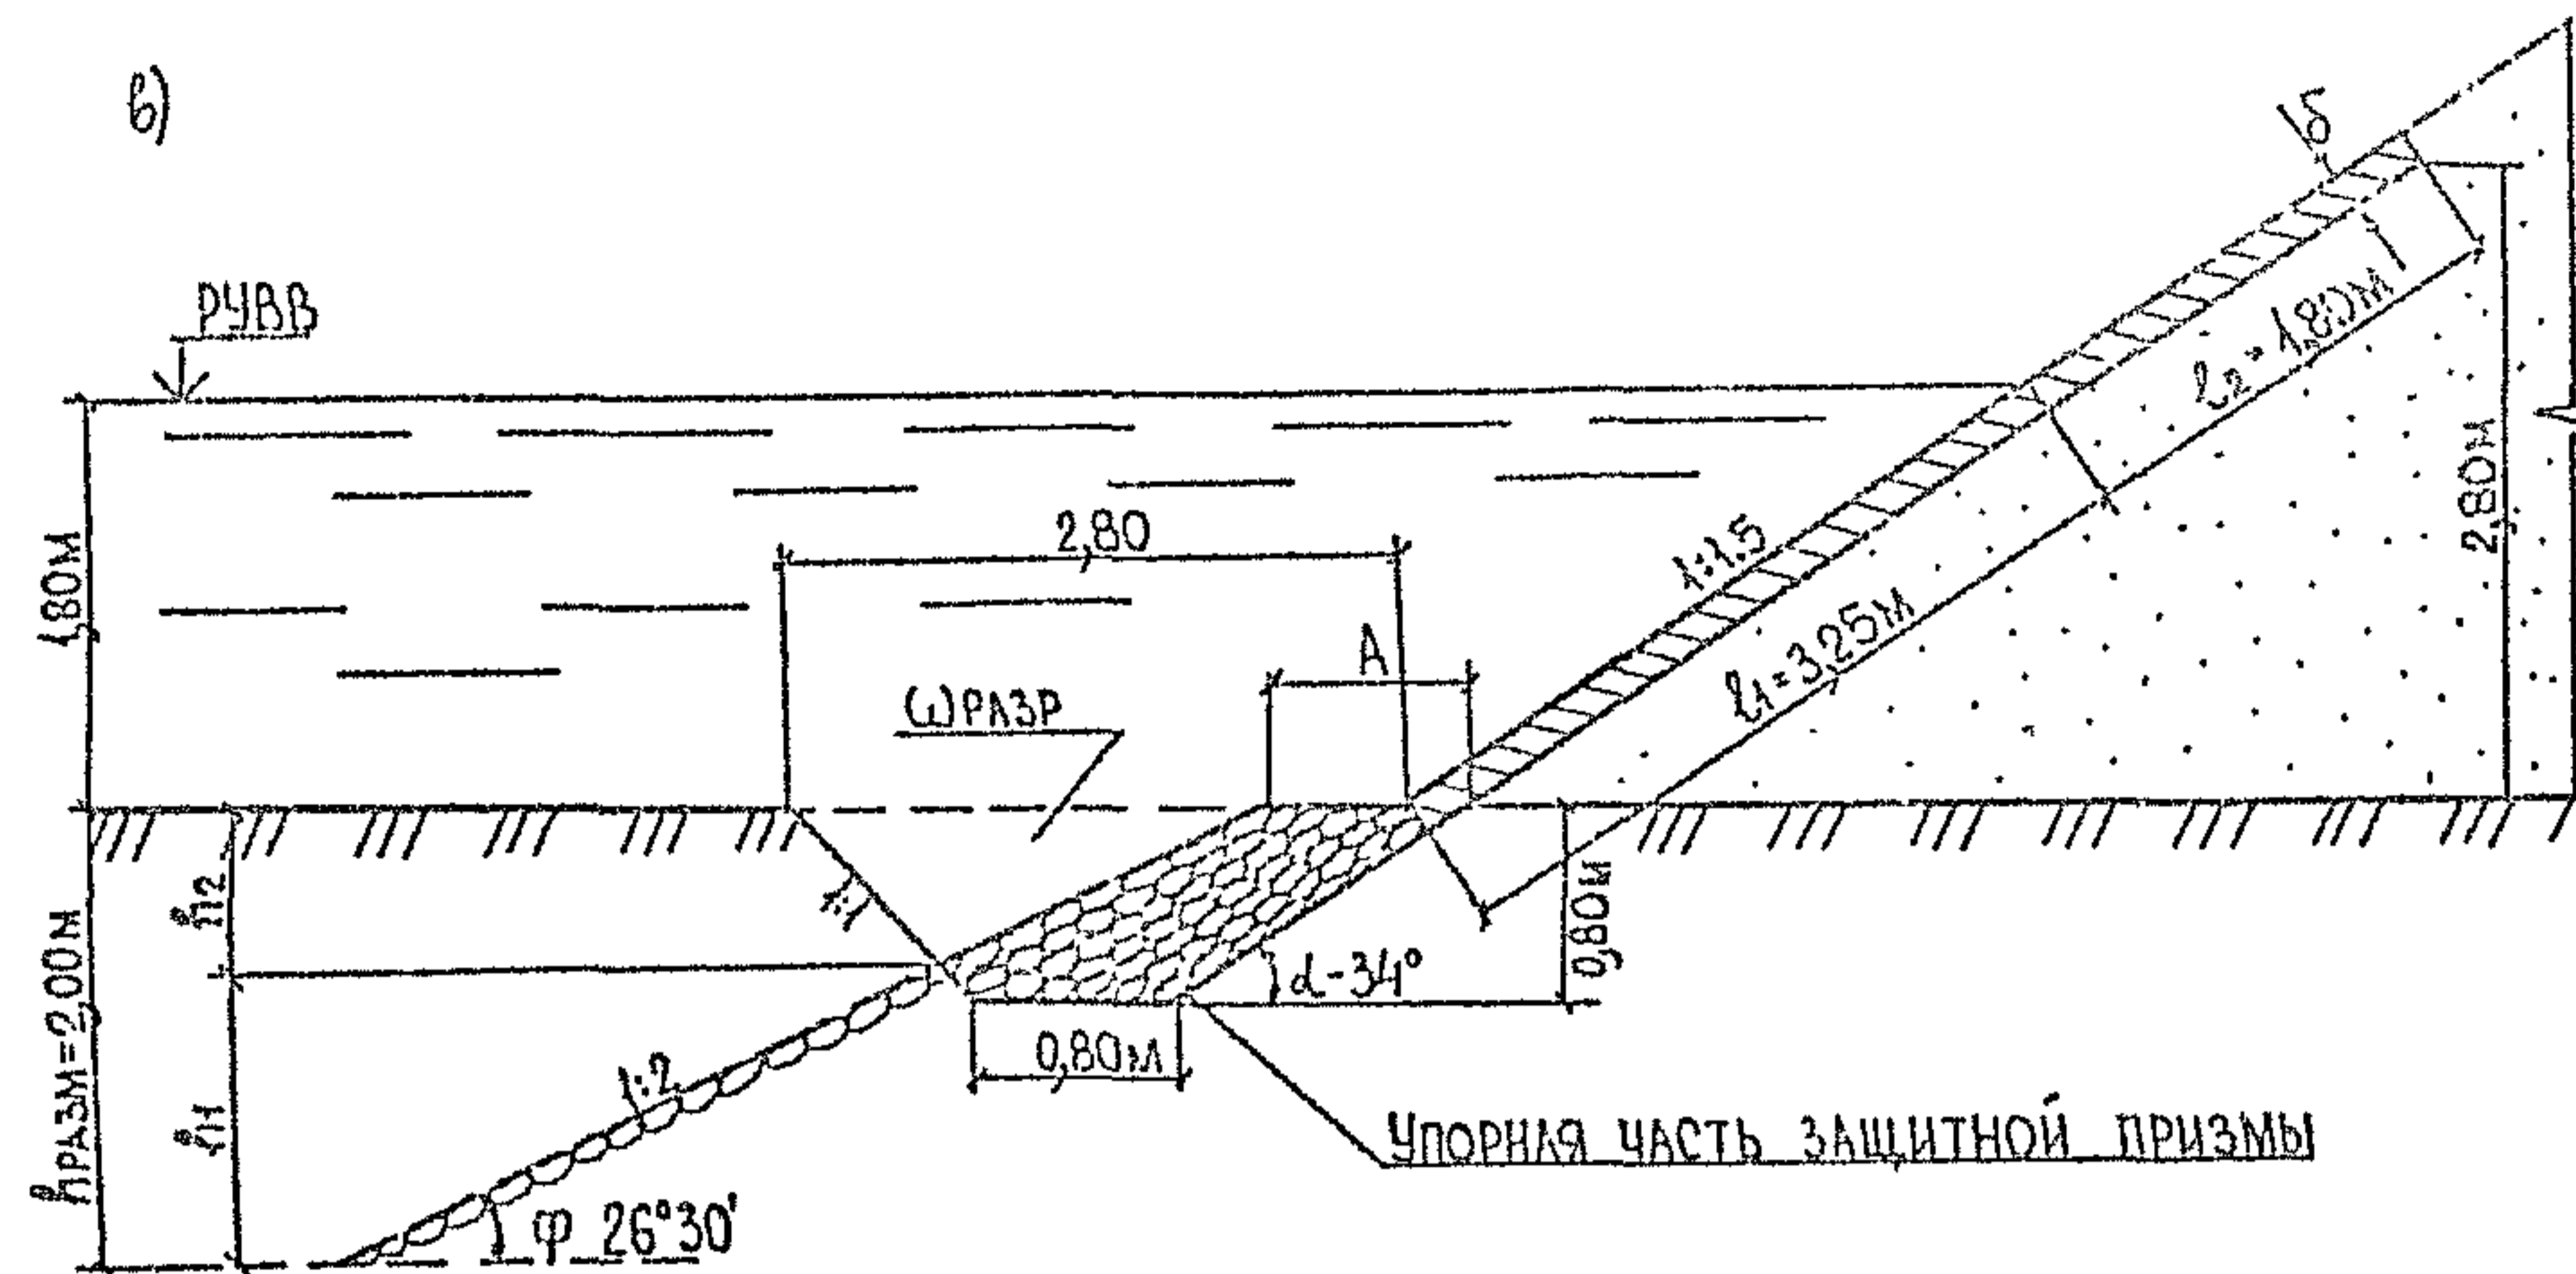 в)
δ
РУВВ
l₂ = 1,80м
2,80м
2,80
1,80м
1:1.5
А
l₁=3,25м
ωРАЗР
1:1
h₂
0,80м
α-34°
hРАЗМ=2,00м
0,80м
1:2
h₁
УПОРНАЯ ЧАСТЬ ЗАЩИТНОЙ ПРИЗМЫ
φ 26°30'